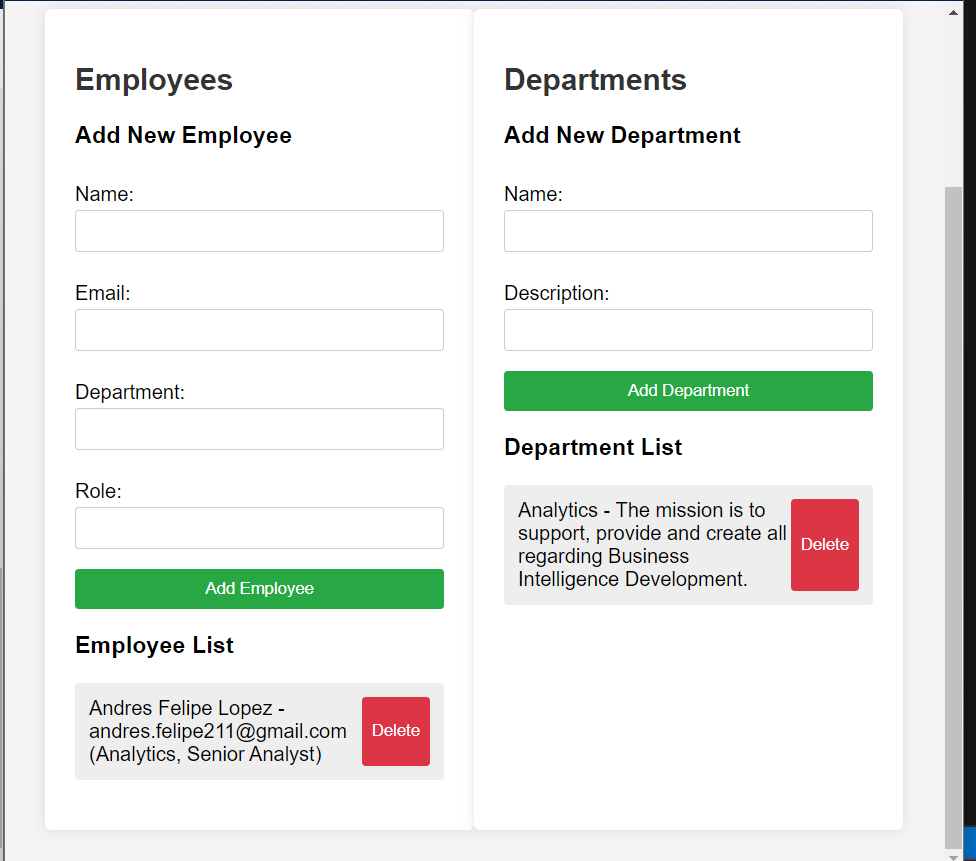 Employees
Add New Employee
Name:
Email:
Department:
Role:
Add Employee
Employee List
Andres Felipe Lopez -
andres.felipe211@gmail.com
(Analytics, Senior Analyst)
Delete
Departments
Add New Department
Name:
Description:
Add Department
Department List
Analytics - The mission is to
support, provide and create all
regarding Business
Intelligence Development.
Delete